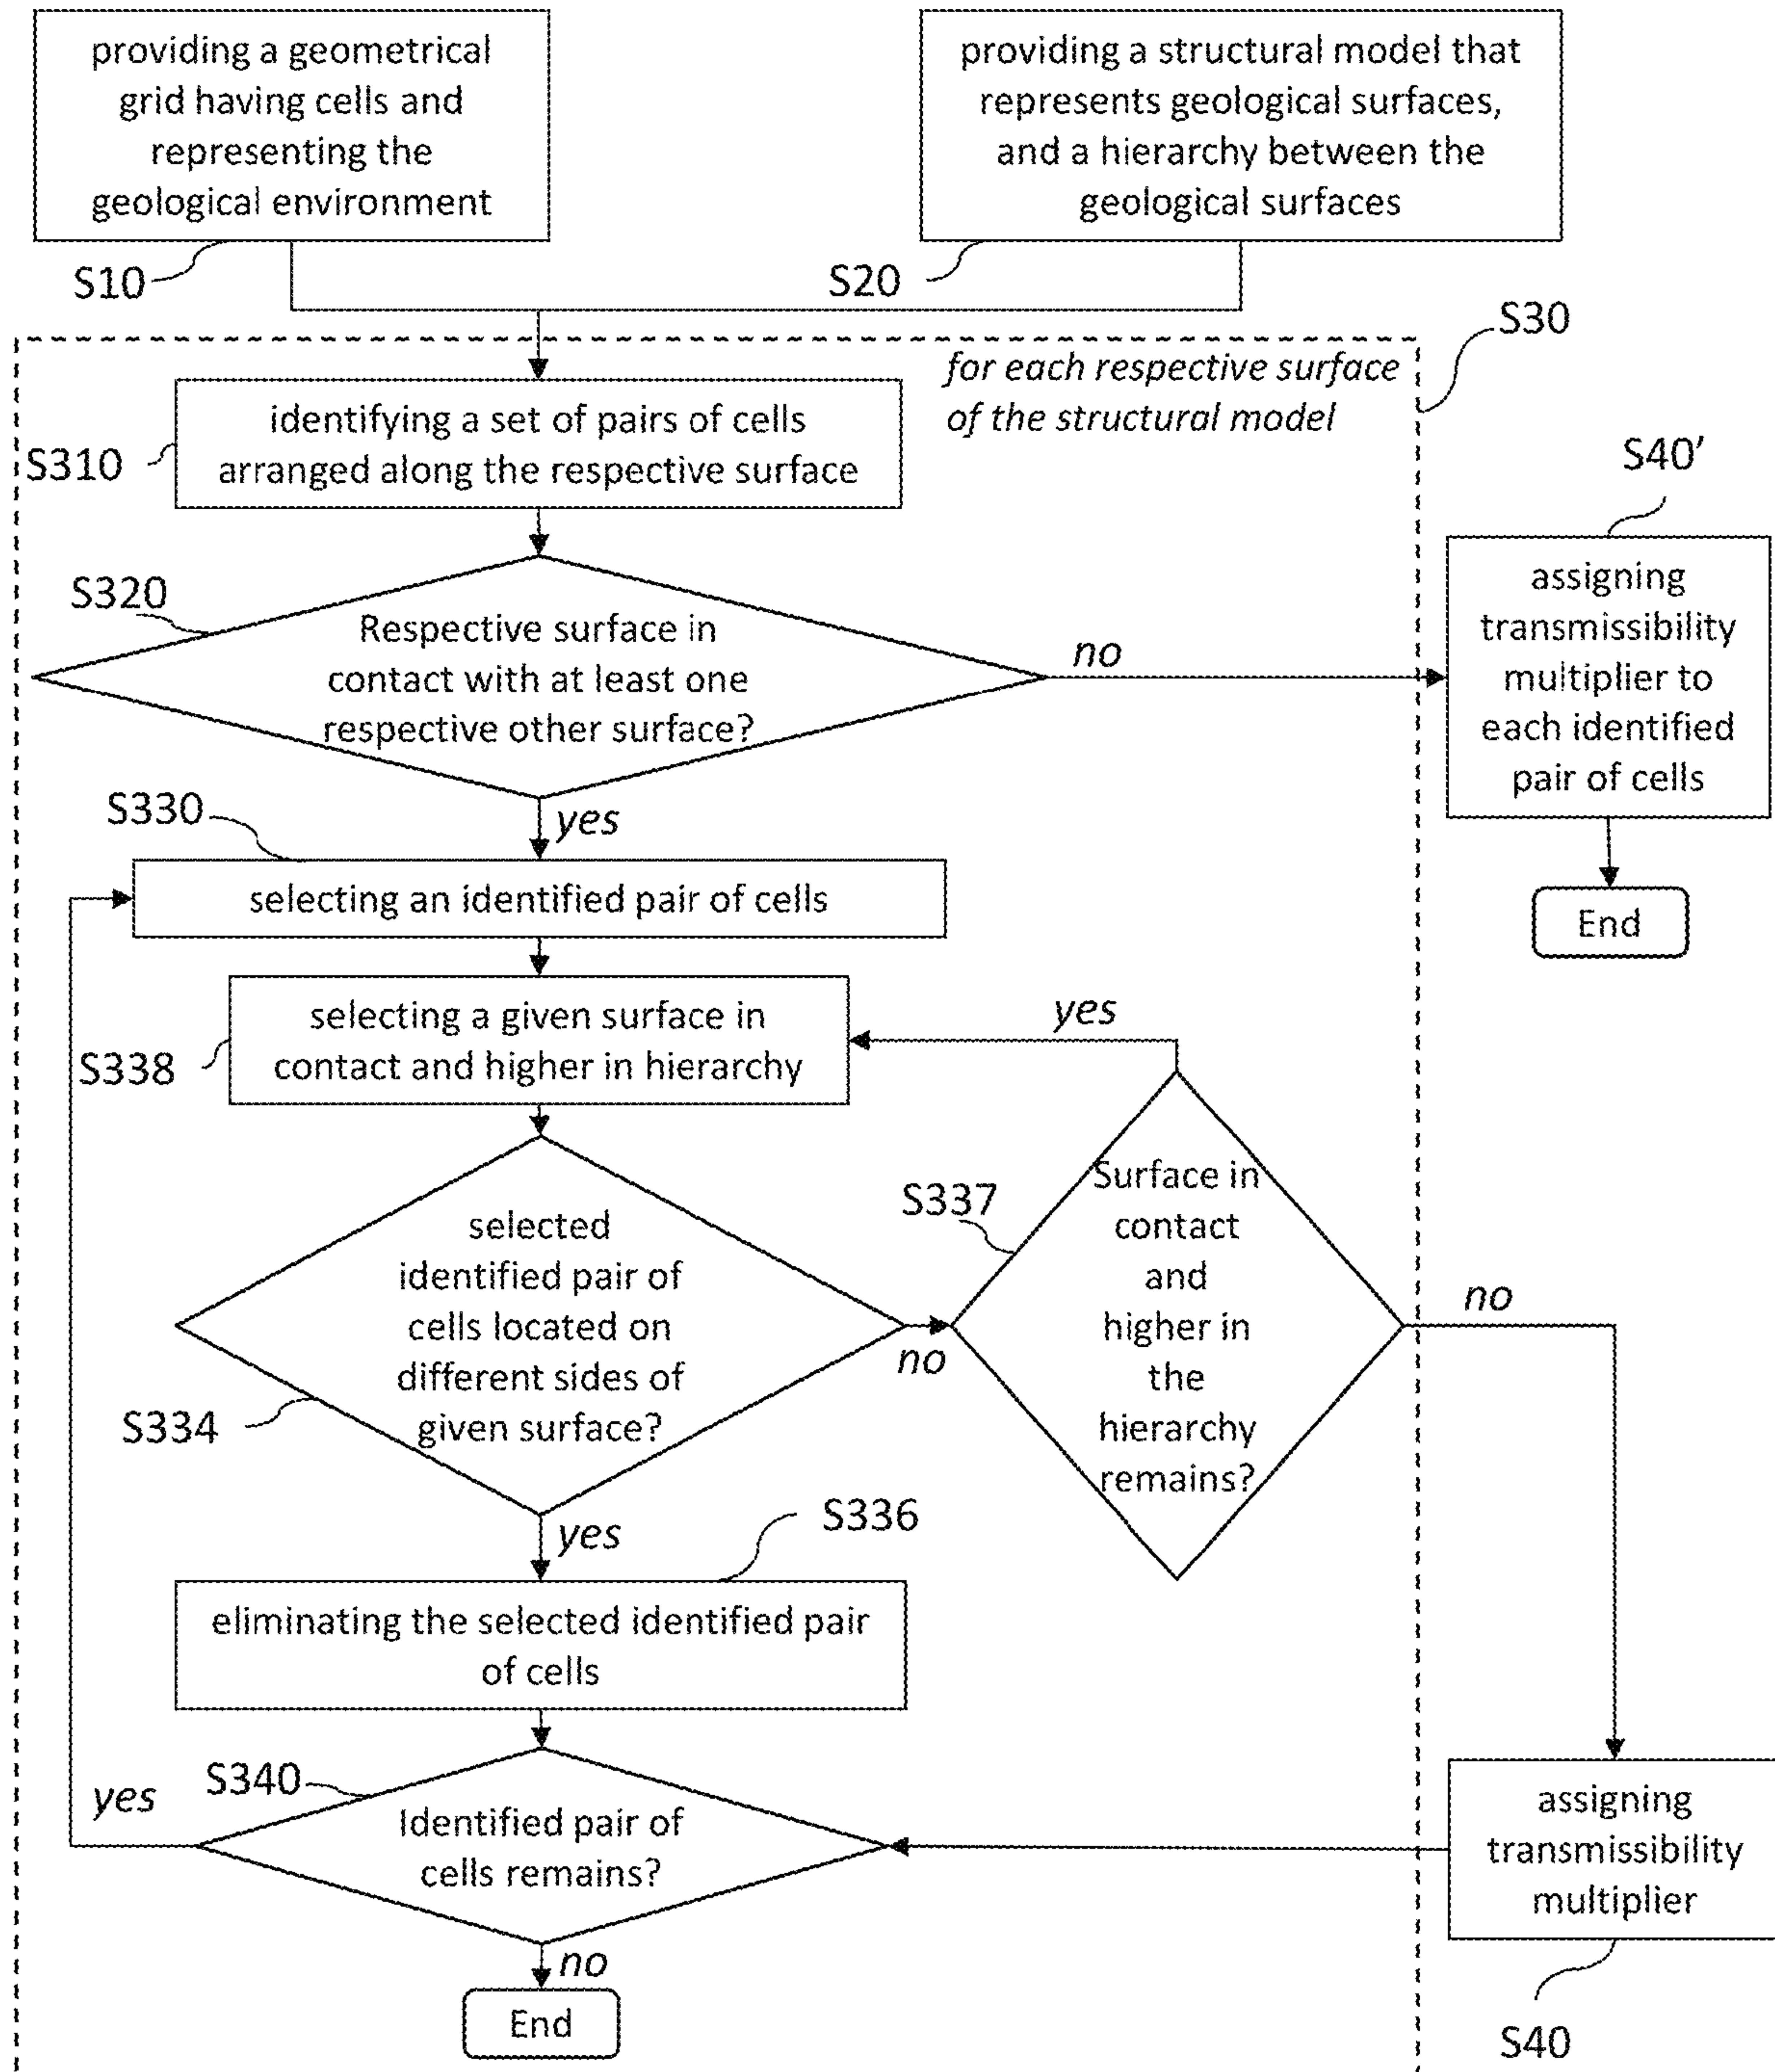 providing a geometrical
grid having cells and
representing the
geological environment
S10
providing a structural model that
represents geological surfaces,
and a hierarchy between the
geological surfaces
S20
S30
for each respective surface
of the structural model
identifying a set of pairs of cells
arranged along the respective surface
S310
S320
Respective surface in
contact with at least one
respective other surface?
no
S40’
assigning
transmissibility
multiplier to
each identified
pair of cells
End
S330
yes
selecting an identified pair of cells
selecting a given surface in
contact and higher in hierarchy
S338
yes
selected
identified pair of
cells located on
different sides of
given surface?
S334
no
S337
Surface in
contact
and
higher in
the
hierarchy
remains?
no
yes
S336
eliminating the selected identified pair
of cells
S340
yes
Identified pair of
cells remains?
assigning
transmissibility
multiplier
S40
no
End